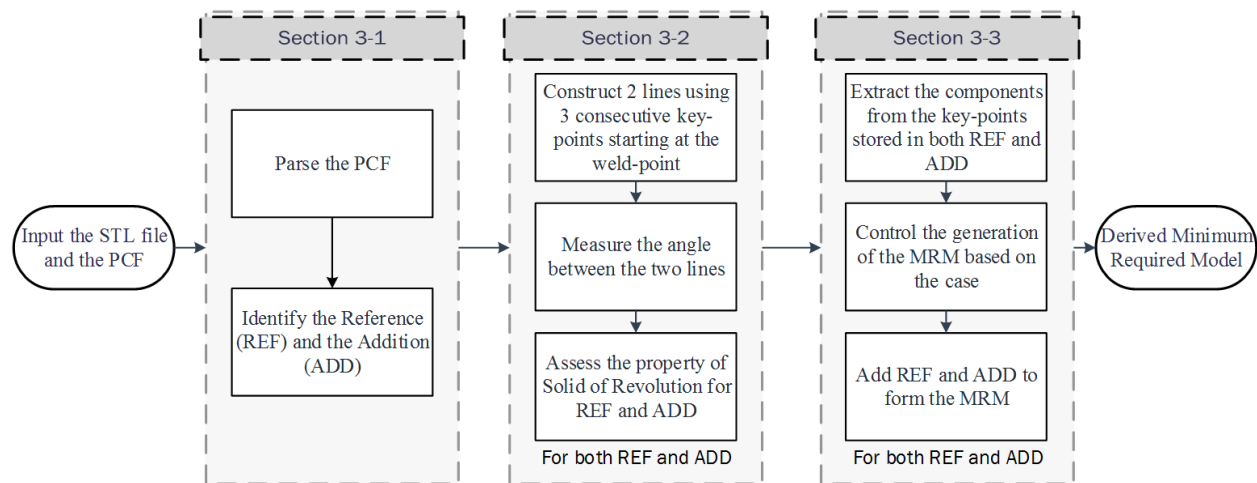 Section 3-1
Section 3-2
Section 3-3
Input the STL file
and the PCF
Parse the PCF
Identify the Reference
(REF) and the Addition
(ADD)
Construct 2 lines using
3 consecutive key-
points starting at the
weld-point
Measure the angle
between the two lines
Assess the property of
Solid of Revolution for
REF and ADD
For both REF and ADD
Extract the components
from the key-points
stored in both REF and
ADD
Control the generation
of the MRM based on
the case
Add REF and ADD to
form the MRM
For both REF and ADD
Derived Minimum
Required Model